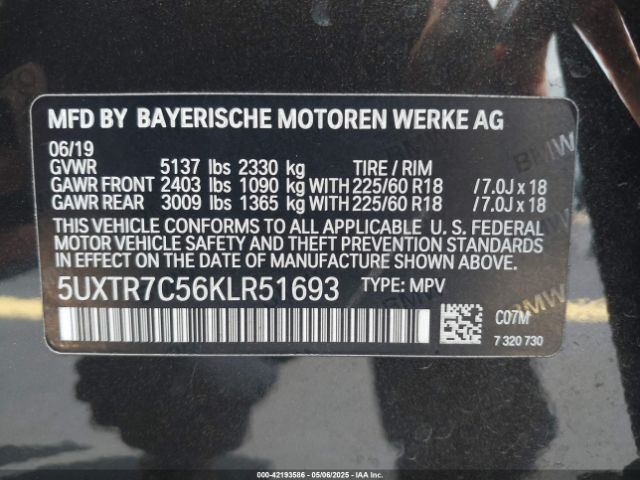 MFD BY BAYERISCHE MOTOREN WERKE AG
06/19
GVWR 5137 lbs 2330 kg TIRE / RIM
GAWR FRONT 2403 lbs 1090 kg WITH 225/60 R18 /7.0J x 18
GAWR REAR 3009 lbs 1365 kg WITH 225/60 R18 /7.0J x 18
THIS VEHICLE CONFORMS TO ALL APPLICABLE U. S. FEDERAL
MOTOR VEHICLE SAFETY AND THEFT PREVENTION STANDARDS
IN EFFECT ON THE DATE OF MANUFACTURE SHOWN ABOVE.
5UXTR7C56KLR51693 TYPE: MPV
C07M
7 320 730
BMW
BMW
000-42193586 - 05/06/2025 - IAAI.COM